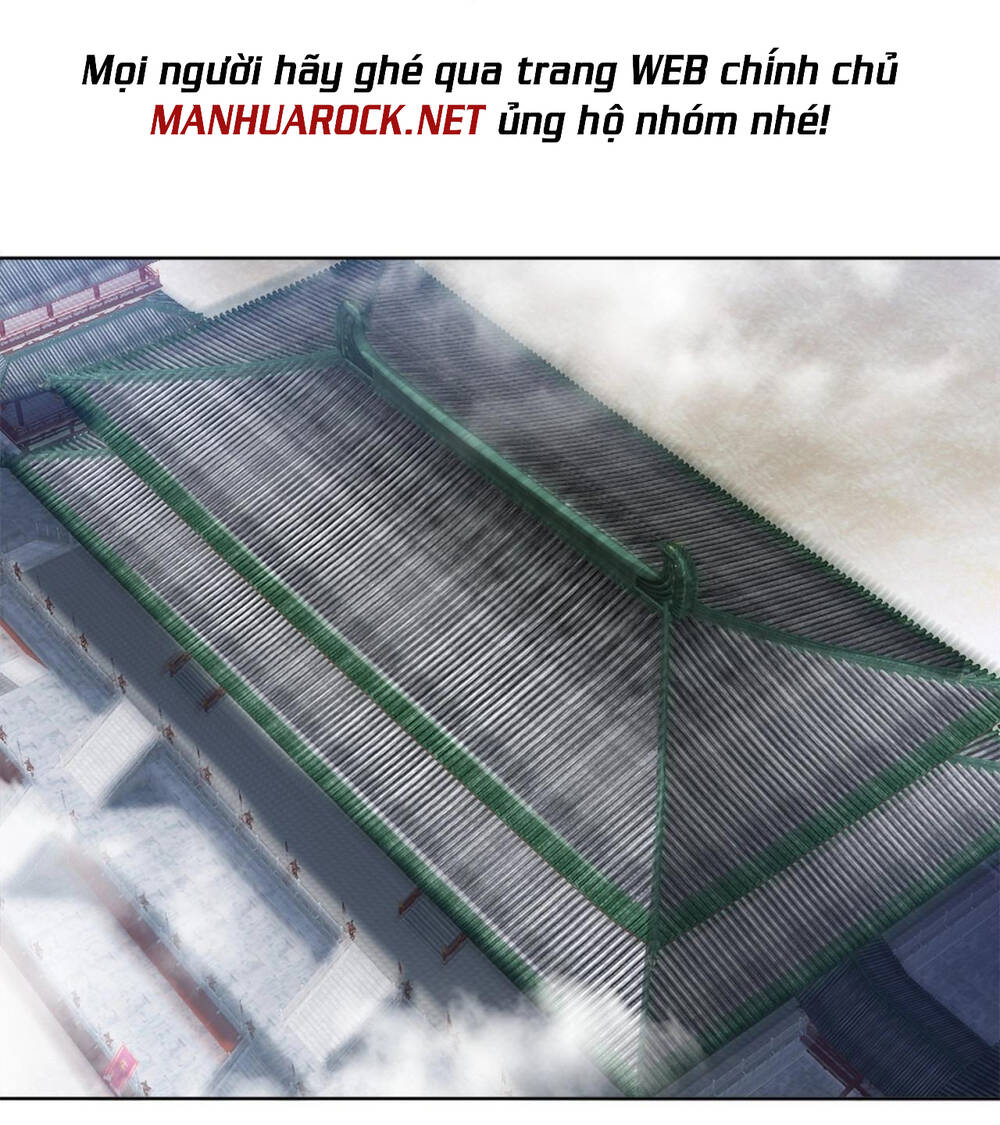 Mọi người hãy ghé qua trang WEB chính chủ
MANHUAROCK.NET ủng hộ nhóm nhé!